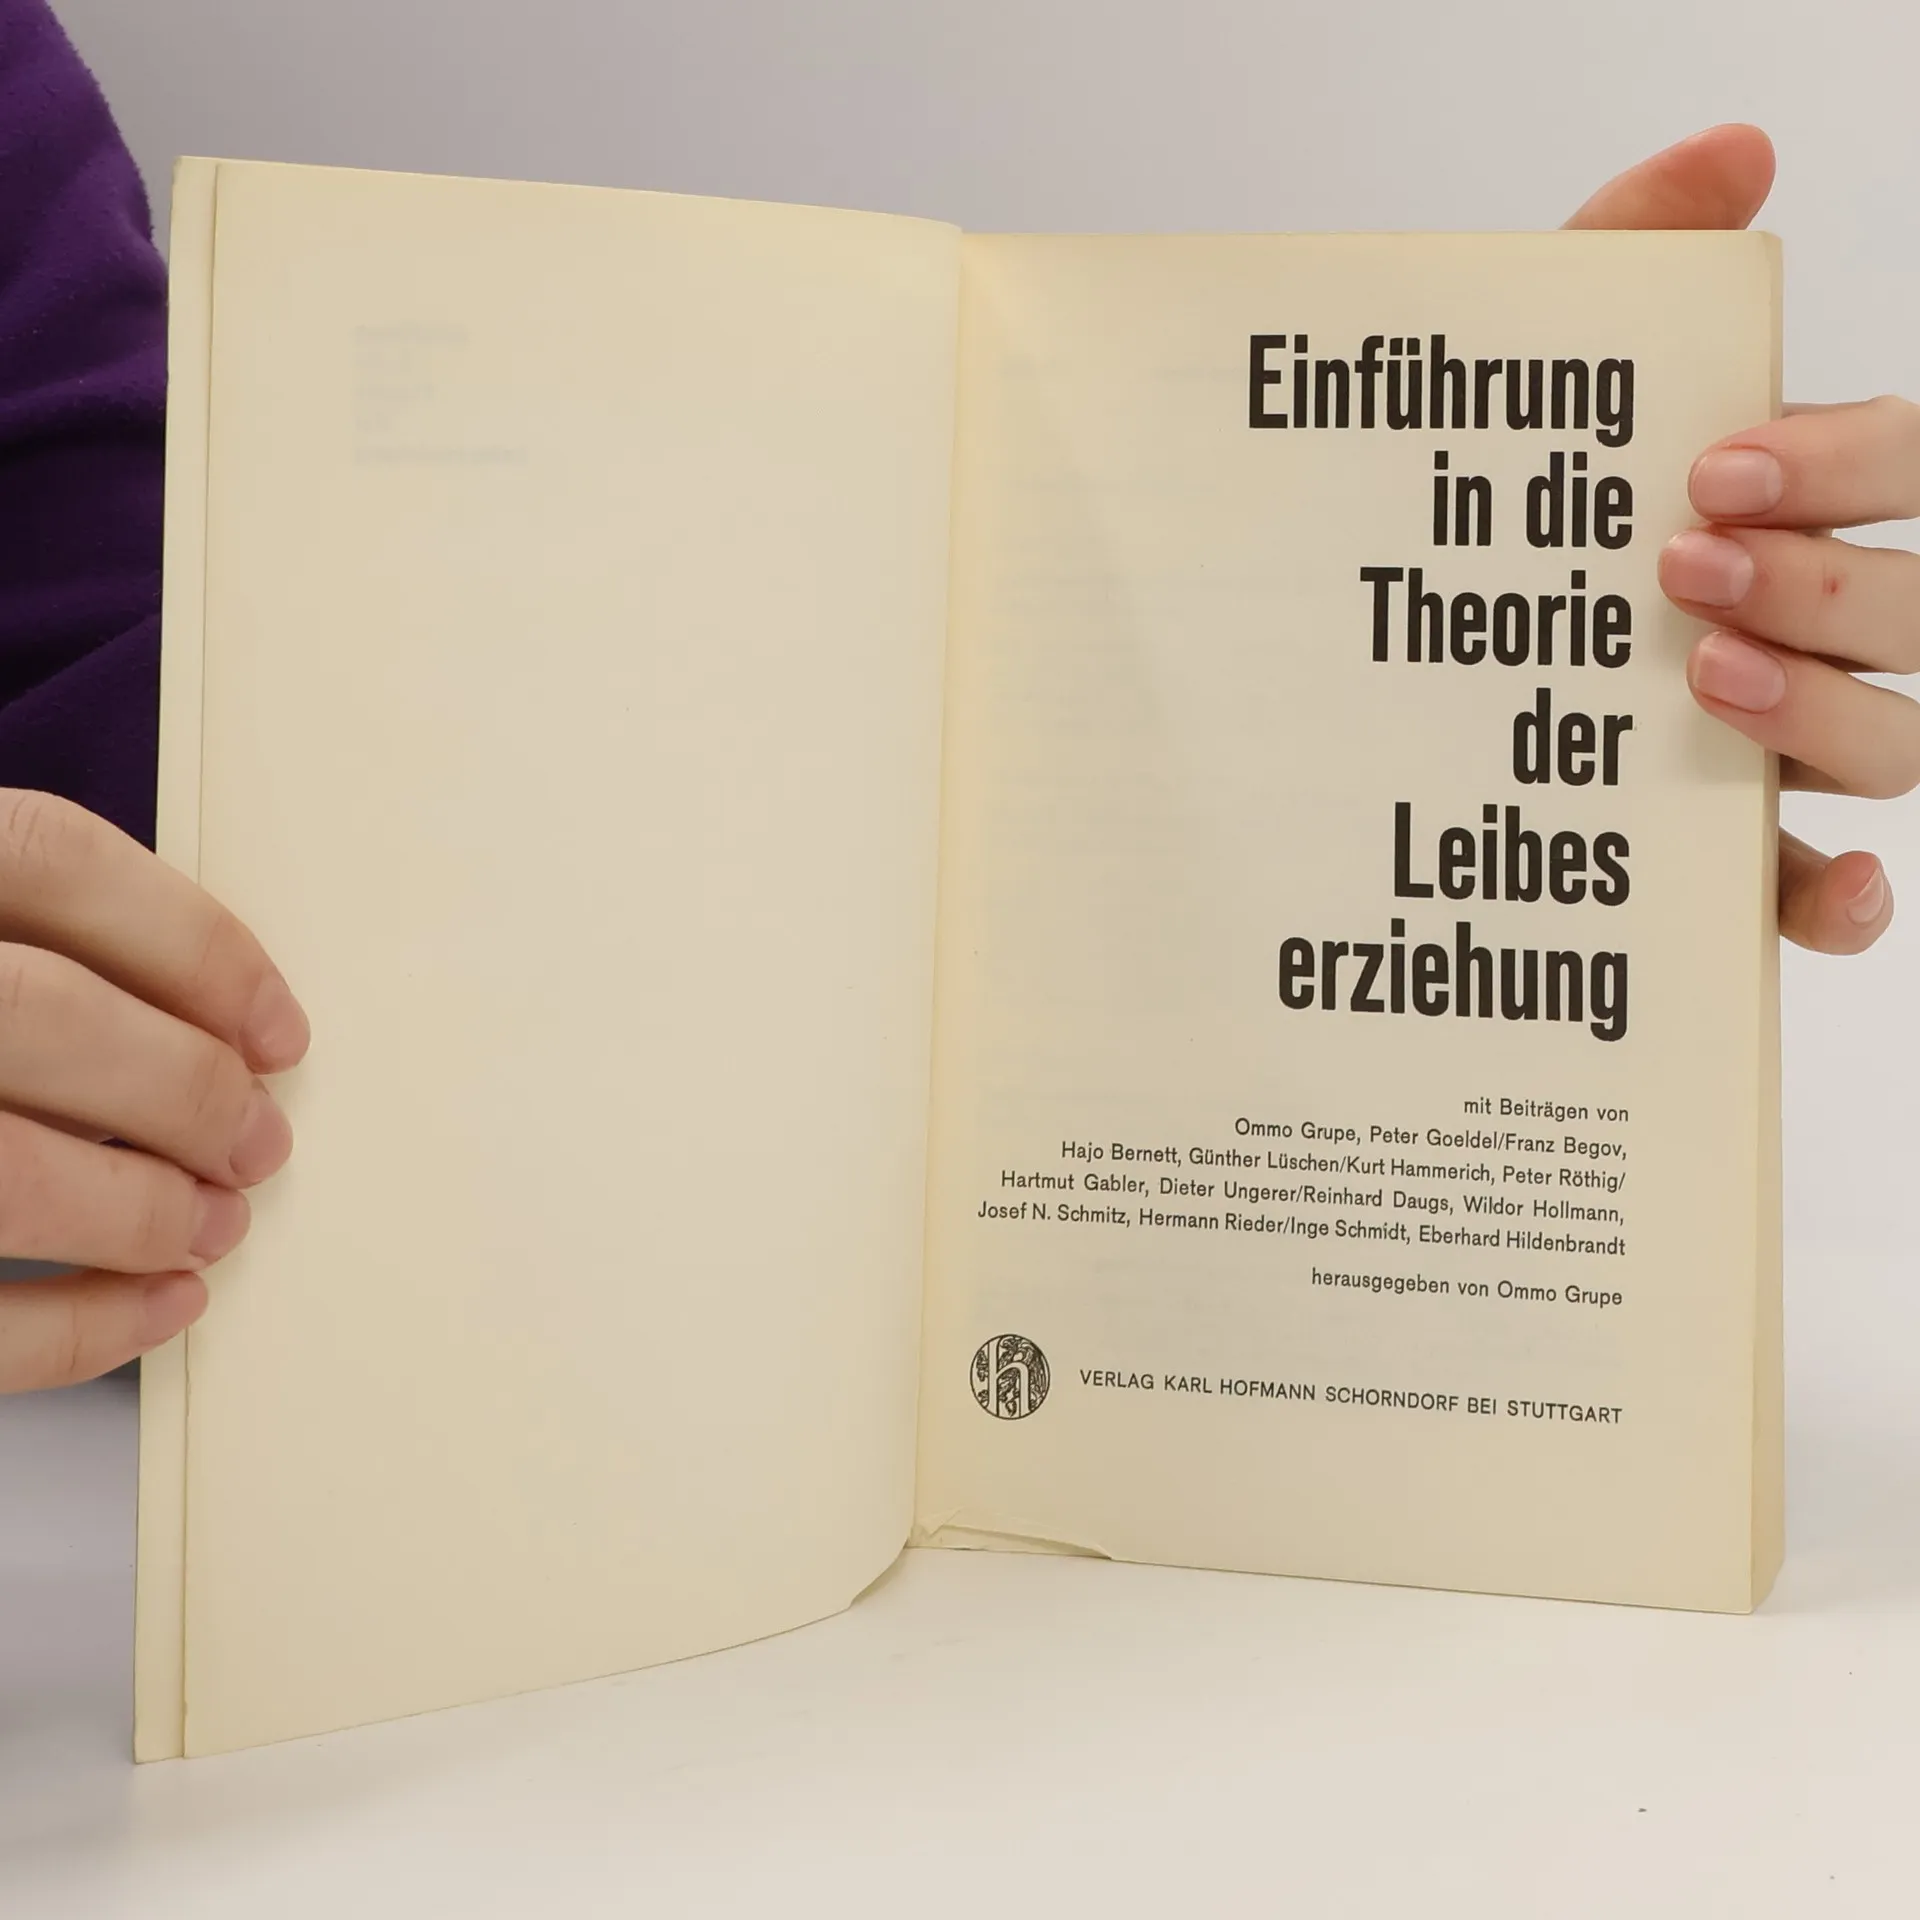 Einführung
in die
Theorie
der
Leibes
erziehung
mit Beiträgen von
Ommo Grupe, Peter Goeldel/Franz Begov,
Hajo Bernett, Günther Lüschen/Kurt Hammerich, Peter Röthig/
Hartmut Gabler, Dieter Ungerer/Reinhard Daugs, Wildor Hollmann,
Josef N. Schmitz, Hermann Rieder/Inge Schmidt, Eberhard Hildenbrandt
herausgegeben von Ommo Grupe
h
VERLAG KARL HOFMANN SCHORNDORF BEI STUTTGART